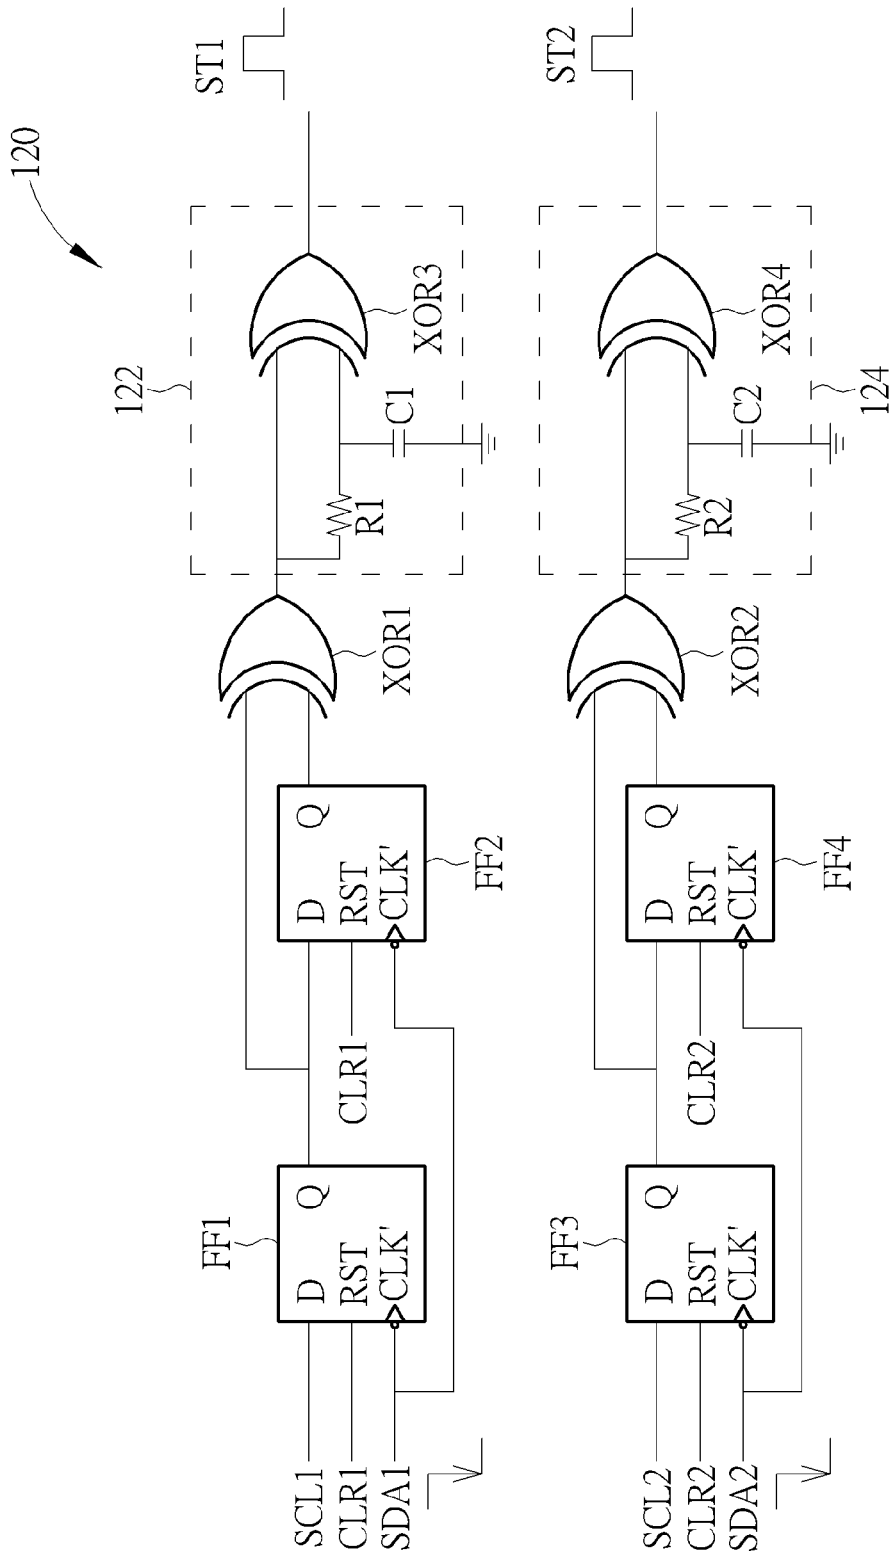 120
SCL1
CLR1
SDA1
FF1
D
Q
RST
CLK'
CLR1
FF2
D
Q
RST
CLK'
XOR1
122
R1
C1
XOR3
ST1
SCL2
CLR2
SDA2
FF3
D
Q
RST
CLK'
CLR2
FF4
D
Q
RST
CLK'
XOR2
124
R2
C2
XOR4
ST2